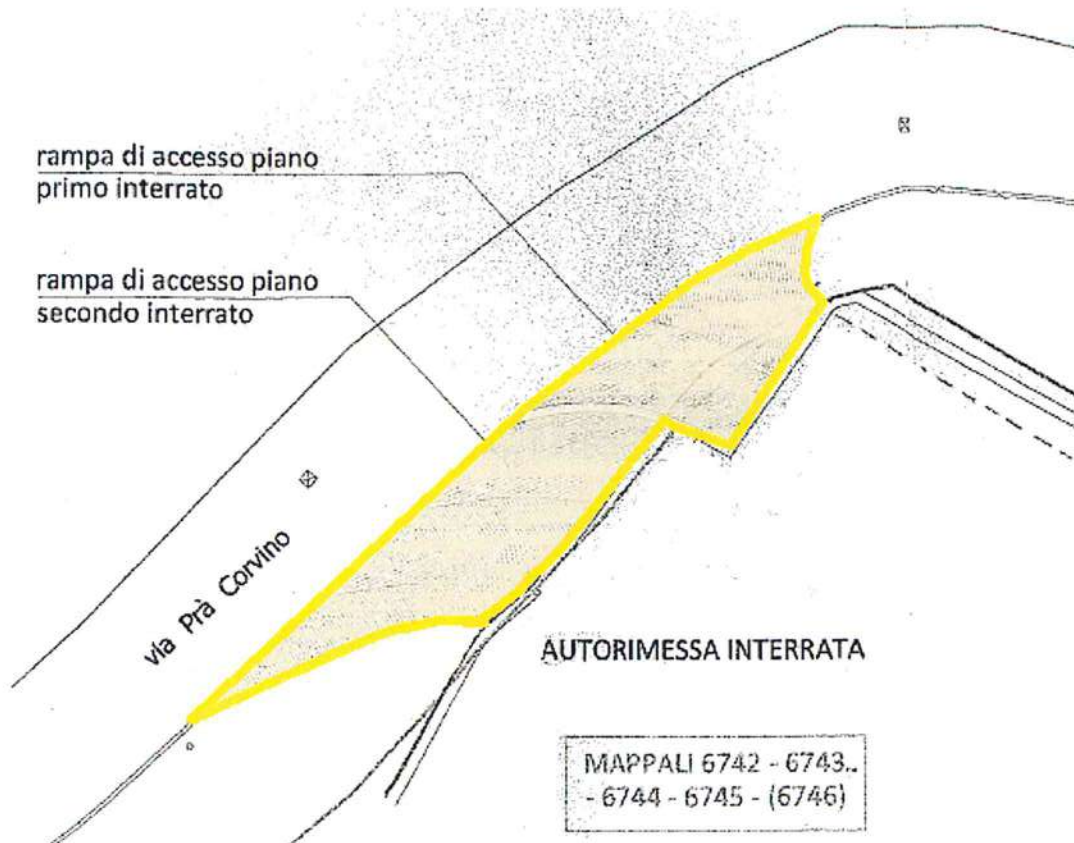 rampa di accesso piano
primo interrato
rampa di accesso piano
secondo interrato
via Prà Corvino
AUTORIMESSA INTERRATA
MAPPALI 6742 - 6743..
- 6744 - 6745 - (6746)